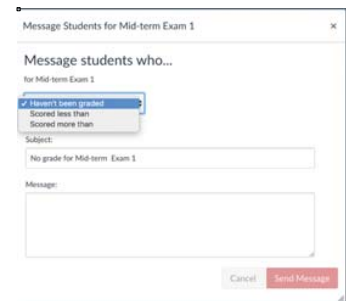 Message Students for Mid-term Exam 1 ×
Message students who...
for Mid-term Exam 1
✓ Haven't been graded
Scored less than
Scored more than
Subject:
No grade for Mid-term Exam 1
Message:
Cancel Send Message